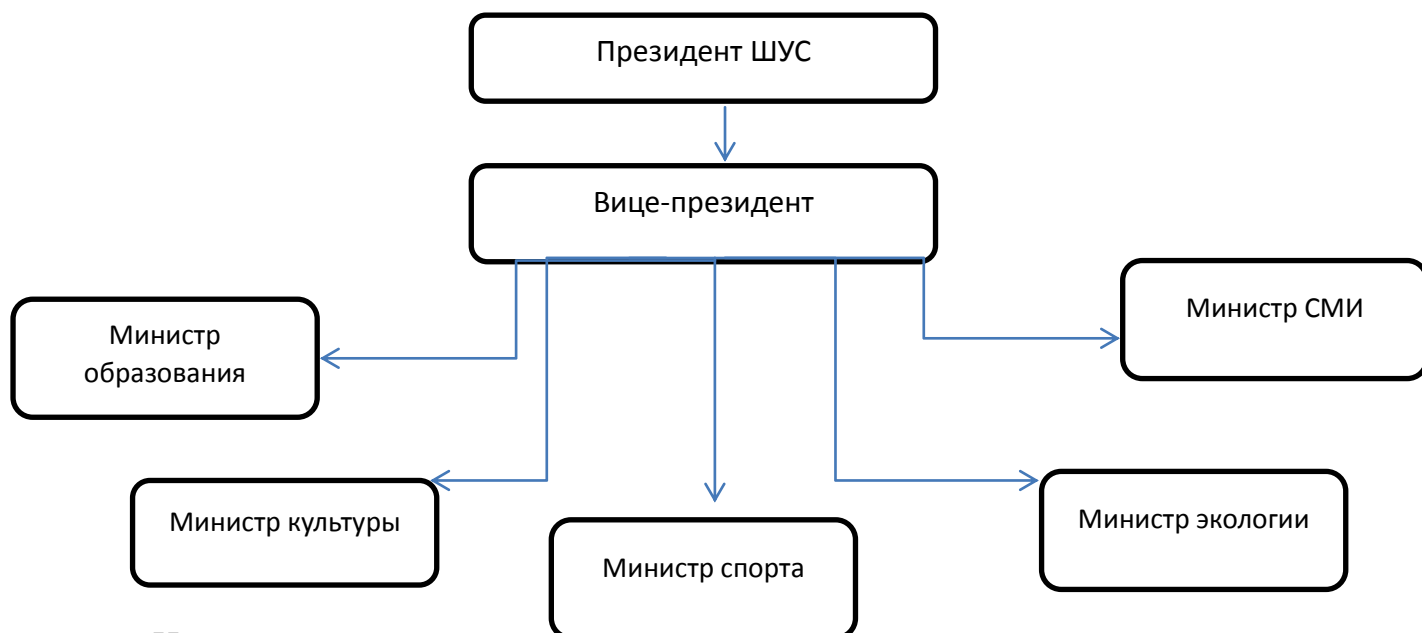 Президент ШУС
Вице-президент
Министр СМИ
Министр
образования
Министр культуры
Министр экологии
Министр спорта